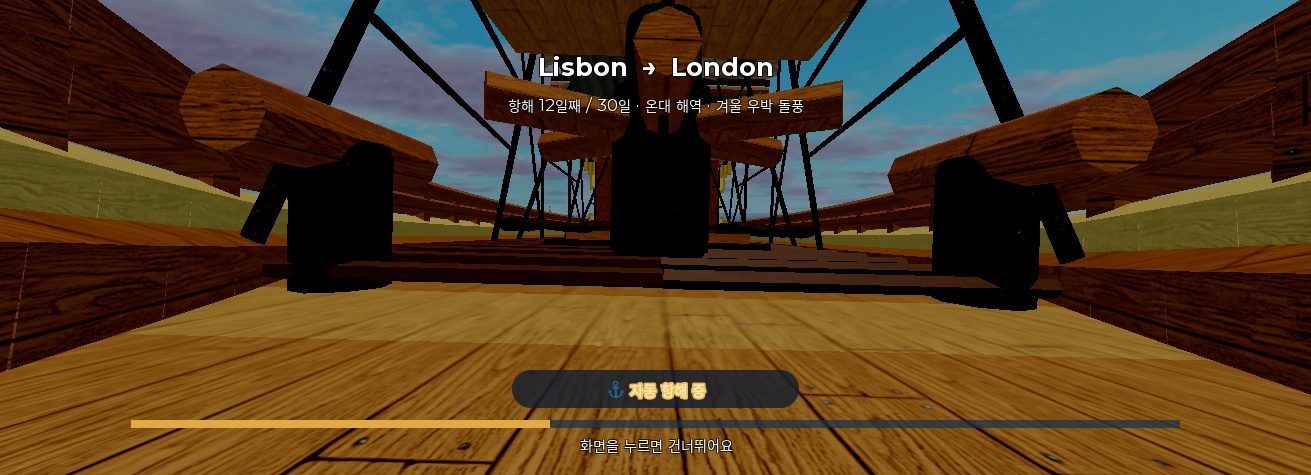 Lisbon → London
항해 12일째 / 30일 · 온대 해역 · 겨울 우박 돌풍
⚓ 자동 항해 중
화면을 누르면 건너뛰어요